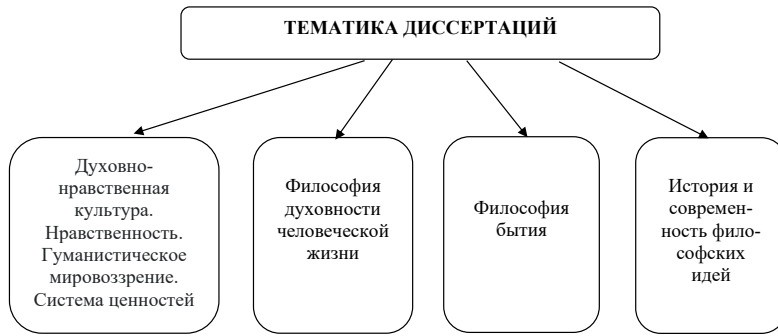 ТЕМАТИКА ДИССЕРТАЦИЙ
Духовно-
нравственная
культура.
Нравственность.
Гуманистическое
мировоззрение.
Система ценностей
Философия
духовности
человеческой
жизни
Философия
бытия
История и
современ-
ность фило-
софских
идей